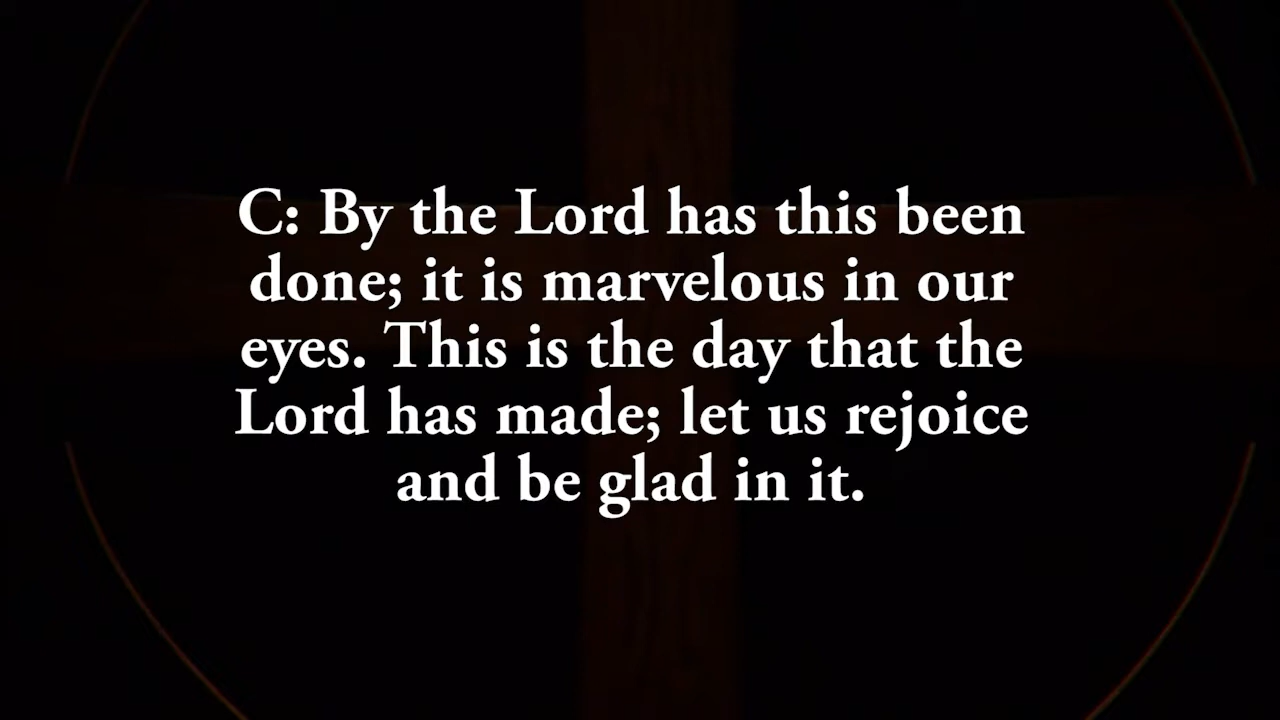 C: By the Lord has this been
done; it is marvelous in our
eyes. This is the day that the
Lord has made; let us rejoice
and be glad in it.